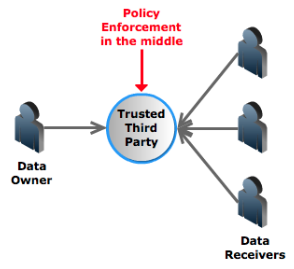 Policy
Enforcement
in the middle
Trusted
Third
Party
Data
Owner
Data
Receivers